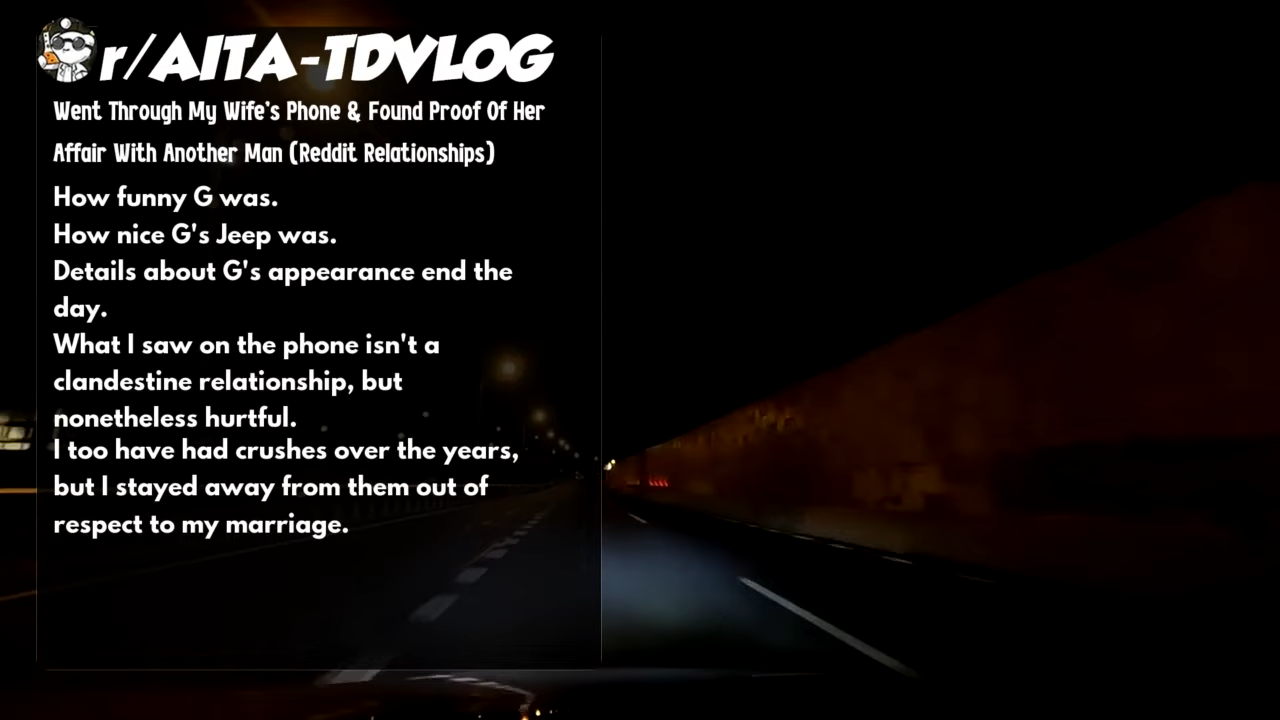 r/AITA-TDVLOG
Went Through My Wife's Phone & Found Proof Of Her
Affair With Another Man (Reddit Relationships)
How funny G was.
How nice G's Jeep was.
Details about G's appearance end the
day.
What I saw on the phone isn't a
clandestine relationship, but
nonetheless hurtful.
I too have had crushes over the years,
but I stayed away from them out of
respect to my marriage.